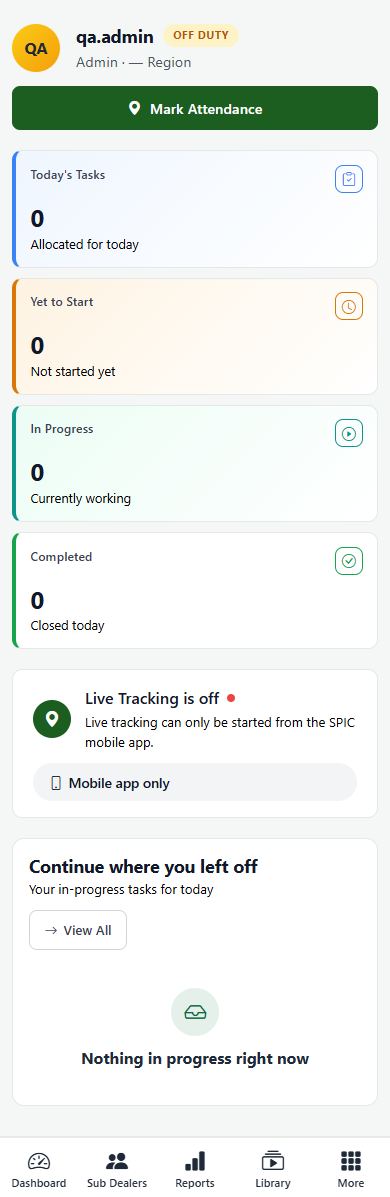 QA
qa.admin
OFF DUTY
Admin · — Region
Mark Attendance
Today's Tasks
0
Allocated for today
Yet to Start
0
Not started yet
In Progress
0
Currently working
Completed
0
Closed today
Live Tracking is off
Live tracking can only be started from the SPIC
mobile app.
Mobile app only
Continue where you left off
Your in-progress tasks for today
→ View All
Nothing in progress right now
Dashboard
Sub Dealers
Reports
Library
More